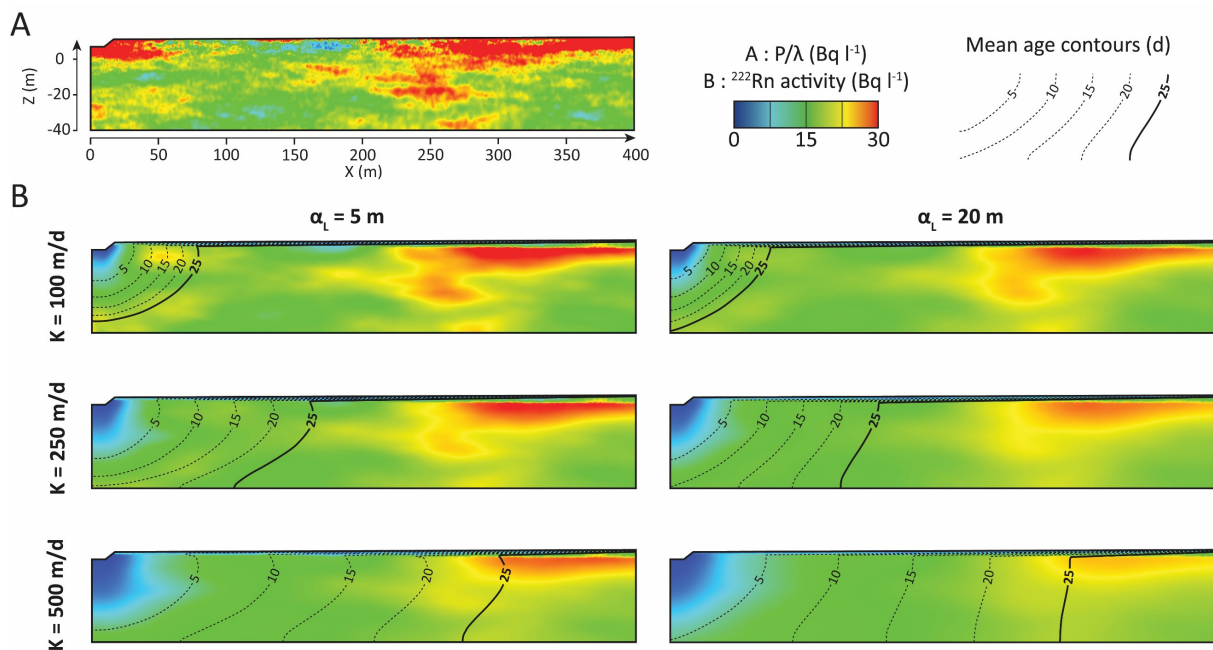 A
Z (m)
0
-20
-40
0 50 100 150 200 250 300 350 400
X (m)
A : P/λ (Bq l⁻¹)
B : ²²²Rn activity (Bq l⁻¹)
0 15 30
Mean age contours (d)
5 10 15 20 25
B
α_L = 5 m
α_L = 20 m
K = 100 m/d
5 10 15 20 25
5 10 15 20 25
K = 250 m/d
5 10 15 20 25
5 10 15 20 25
K = 500 m/d
5 10 15 20 25
5 10 15 20 25